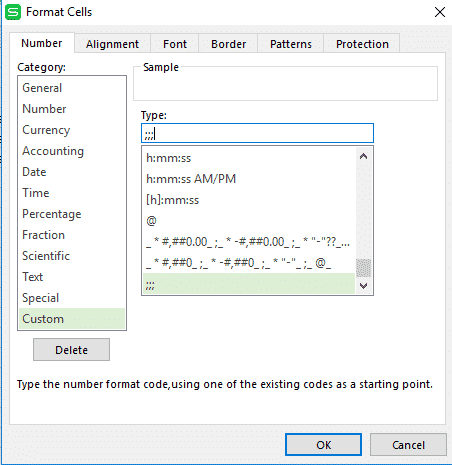 S Format Cells
Number Alignment Font Border Patterns Protection
Category:
General
Number
Currency
Accounting
Date
Time
Percentage
Fraction
Scientific
Text
Special
Custom
Sample
Type:
;;;
h:mm:ss
h:mm:ss AM/PM
[h]:mm:ss
@
_ * #,##0.00_ ;_ * -#,##0.00_ ;_ * "-"??_...
_ * #,##0_ ;_ * -#,##0_ ;_ * "-"_ ;_ @_
;;;
Delete
Type the number format code,using one of the existing codes as a starting point.
OK Cancel